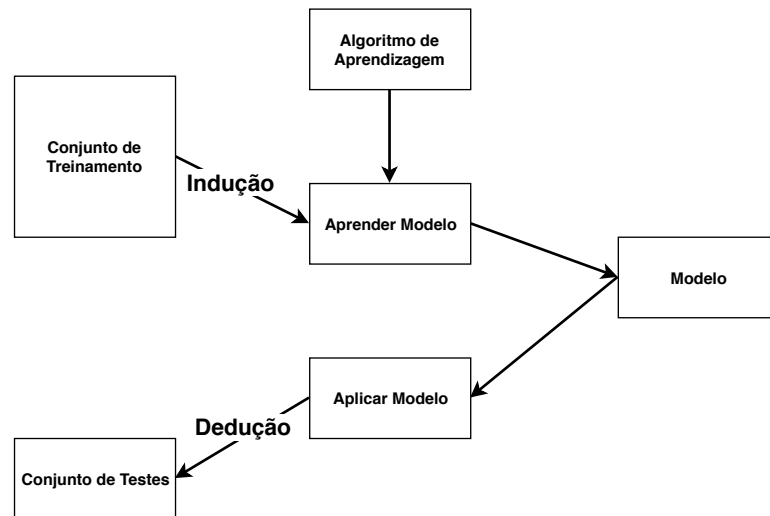 Algoritmo de
Aprendizagem
Conjunto de
Treinamento
Indução
Aprender Modelo
Modelo
Aplicar Modelo
Dedução
Conjunto de Testes